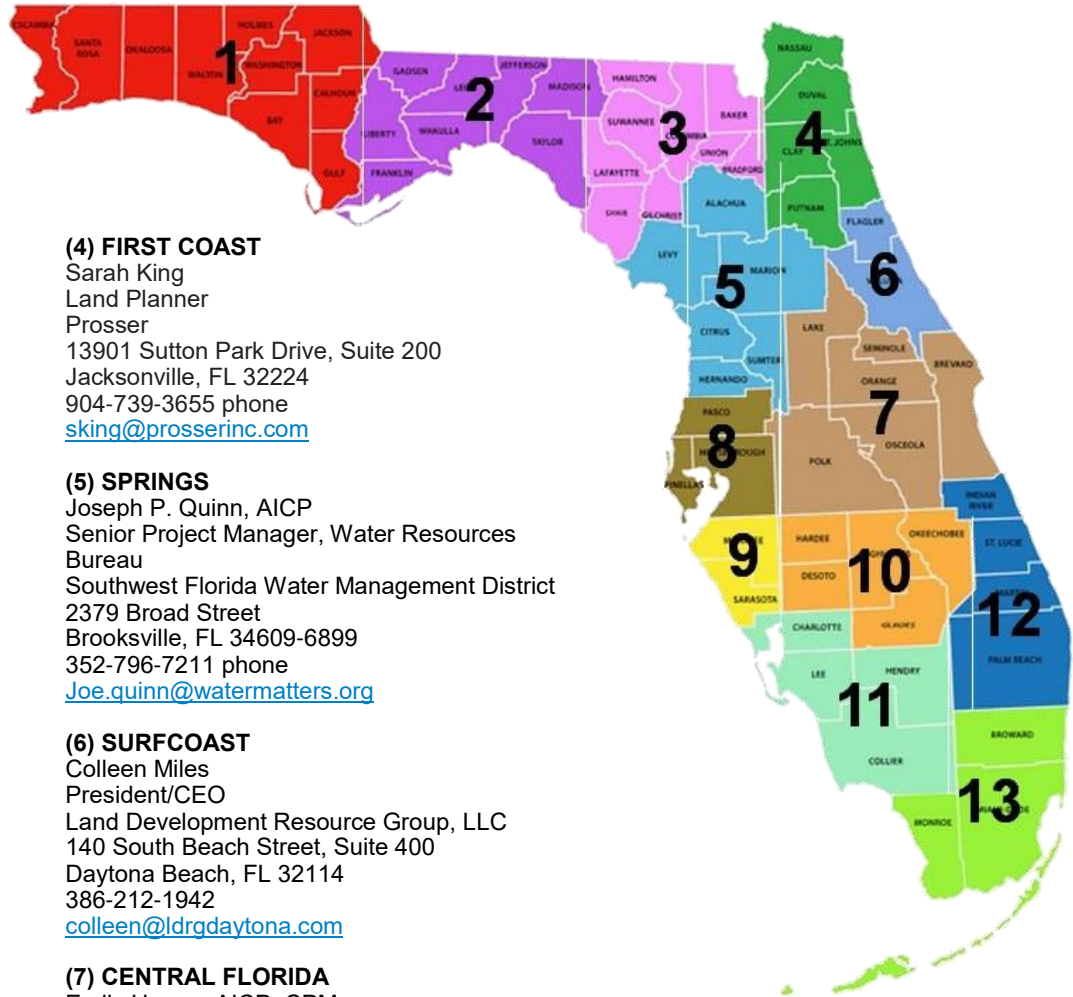 ESCAMBIA
SANTA
ROSA
OKALOOSA
WALTON
HOLMES
WASHINGTON
JACKSON
CALHOUN
BAY
GULF
1
GADSEN
LIBERTY
FRANKLIN
WAKULLA
JEFFERSON
MADISON
TAYLOR
2
HAMILTON
SUWANNEE
LAFAYETTE
DIXIE
GILCHRIST
UNION
BRADFORD
BAKER
3
NASSAU
DUVAL
CLAY
ST. JOHNS
PUTNAM
4
ALACHUA
LEVY
MARION
CITRUS
SUMTER
HERNANDO
5
FLAGLER
6
LAKE
SEMINOLE
ORANGE
BREVARD
OSCEOLA
POLK
7
PASCO
PINELLAS
8
SARASOTA
9
HARDEE
DESOTO
OKEECHOBEE
GLADES
10
CHARLOTTE
LEE
HENDRY
COLLIER
11
INDIAN
RIVER
ST. LUCIE
MARTIN
PALM BEACH
12
BROWARD
MONROE
13
(4) FIRST COAST
Sarah King
Land Planner
Prosser
13901 Sutton Park Drive, Suite 200
Jacksonville, FL 32224
904-739-3655 phone
sking@prosserinc.com
(5) SPRINGS
Joseph P. Quinn, AICP
Senior Project Manager, Water Resources
Bureau
Southwest Florida Water Management District
2379 Broad Street
Brooksville, FL 34609-6899
352-796-7211 phone
Joe.quinn@watermatters.org
(6) SURFCOAST
Colleen Miles
President/CEO
Land Development Resource Group, LLC
140 South Beach Street, Suite 400
Daytona Beach, FL 32114
386-212-1942
colleen@ldrgdaytona.com
(7) CENTRAL FLORIDA